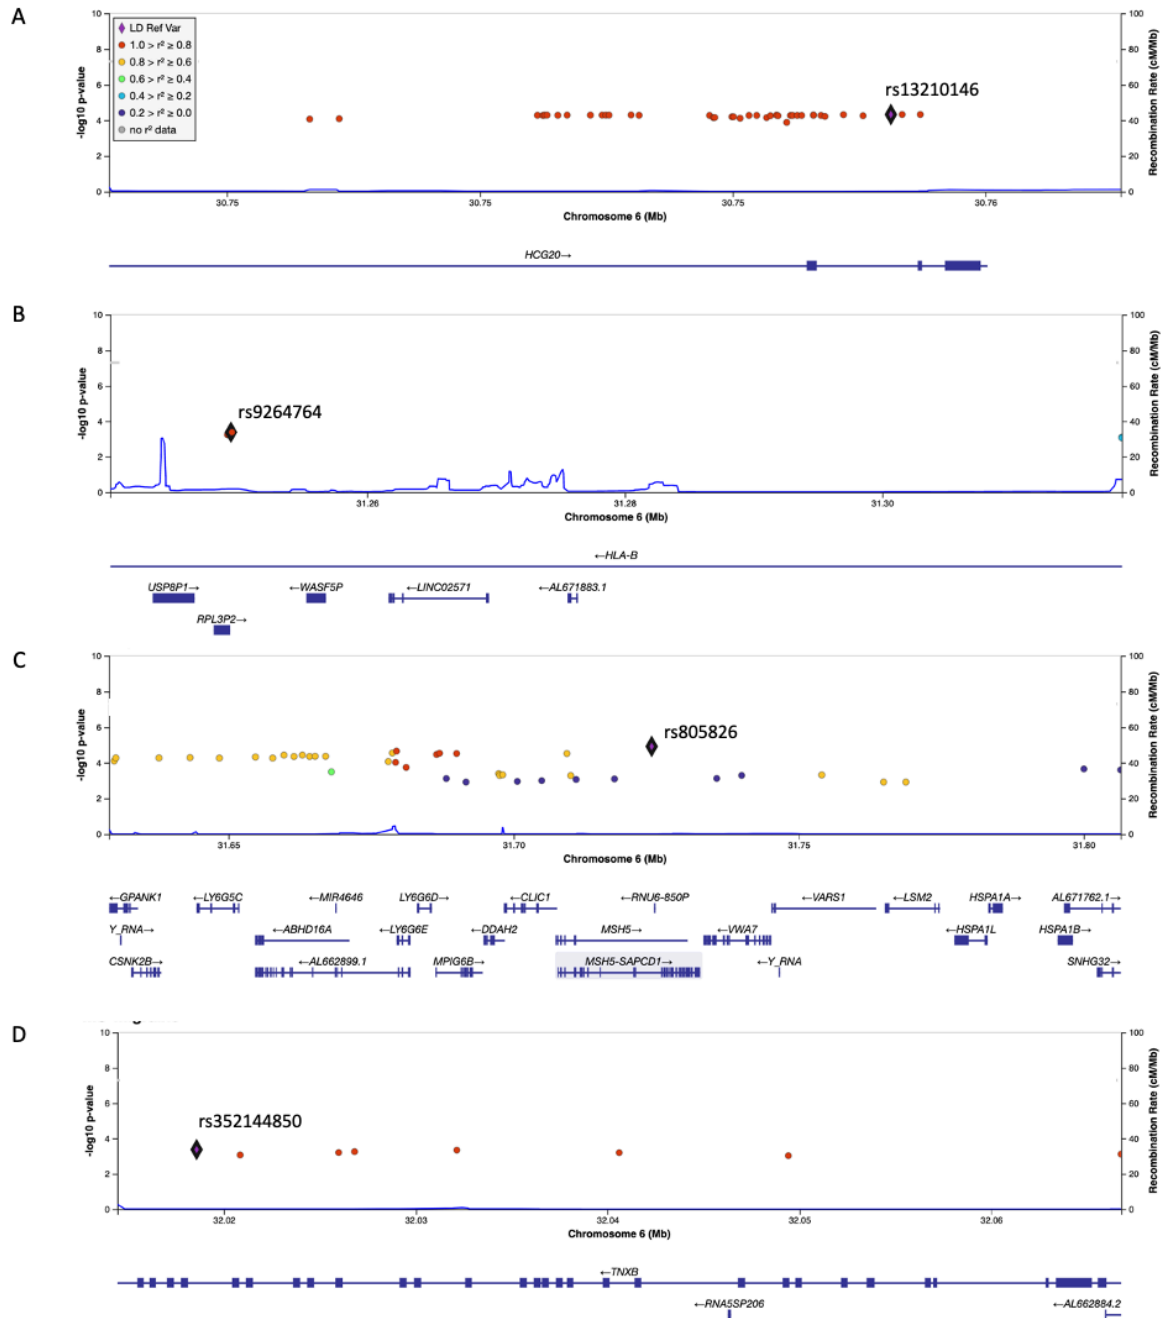 A
10
8
6
4
2
0
-log10 p-value
LD Ref Var
1.0 > r² ≥ 0.8
0.8 > r² ≥ 0.6
0.6 > r² ≥ 0.4
0.4 > r² ≥ 0.2
0.2 > r² ≥ 0.0
no r² data
rs13210146
100
80
60
40
20
0
Recombination Rate (cM/Mb)
30.75 30.75 30.75 30.76
Chromosome 6 (Mb)
HCG20→
B
10
8
6
4
2
0
-log10 p-value
rs9264764
100
80
60
40
20
0
Recombination Rate (cM/Mb)
31.26 31.28 31.30
Chromosome 6 (Mb)
←HLA-B
USP8P1→ ←WASF5P ←LINC02571 ←AL671883.1
RPL3P2→
C
10
8
6
4
2
0
-log10 p-value
rs805826
100
80
60
40
20
0
Recombination Rate (cM/Mb)
31.65 31.70 31.75 31.80
Chromosome 6 (Mb)
←GPANK1 ←LY6G5C ←MIR4646 LY6G6D→ ←CLIC1 ←RNU6-850P ←VARS1 ←LSM2 HSPA1A→ AL671762.1→
Y_RNA→ ←ABHD16A ←LY6G6E ←DDAH2 MSH5→ ←VWA7 ←HSPA1L HSPA1B→
CSNK2B→ ←AL662899.1 MPIG6B→ MSH5-SAPCD1→ ←Y_RNA SNHG32→
D
10
8
6
4
2
0
-log10 p-value
rs352144850
100
80
60
40
20
0
Recombination Rate (cM/Mb)
32.02 32.03 32.04 32.05 32.06
Chromosome 6 (Mb)
←TNXB
←RNA5SP206 ←AL662884.2